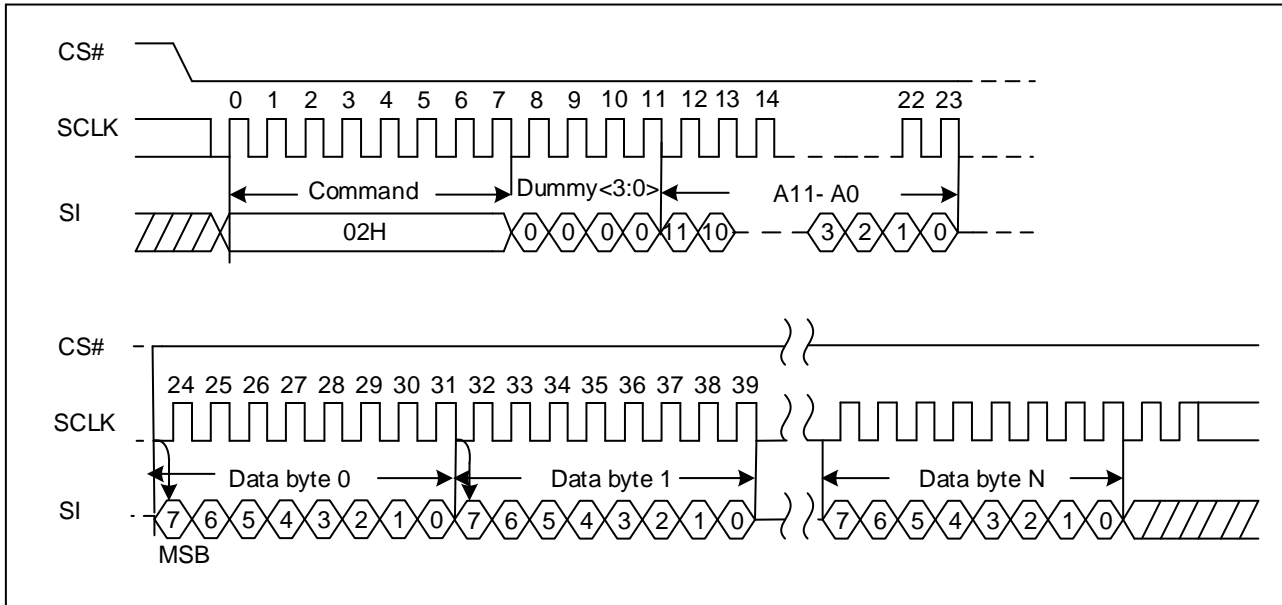 CS#
0 1 2 3 4 5 6 7 8 9 10 11 12 13 14 22 23
SCLK
Command Dummy<3:0> A11- A0
SI
02H 0 0 0 0 11 10 3 2 1 0
CS#
24 25 26 27 28 29 30 31 32 33 34 35 36 37 38 39
SCLK
Data byte 0 Data byte 1 Data byte N
SI
7 6 5 4 3 2 1 0 7 6 5 4 3 2 1 0 7 6 5 4 3 2 1 0
MSB